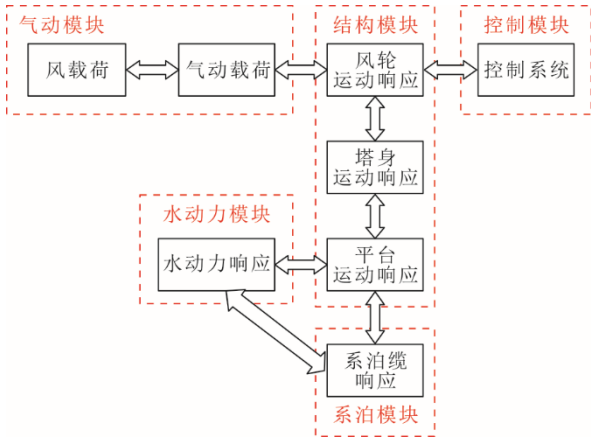 气动模块
结构模块
控制模块
风载荷
气动载荷
风轮
运动响应
控制系统
塔身
运动响应
水动力模块
水动力响应
平台
运动响应
系泊缆
响应
系泊模块